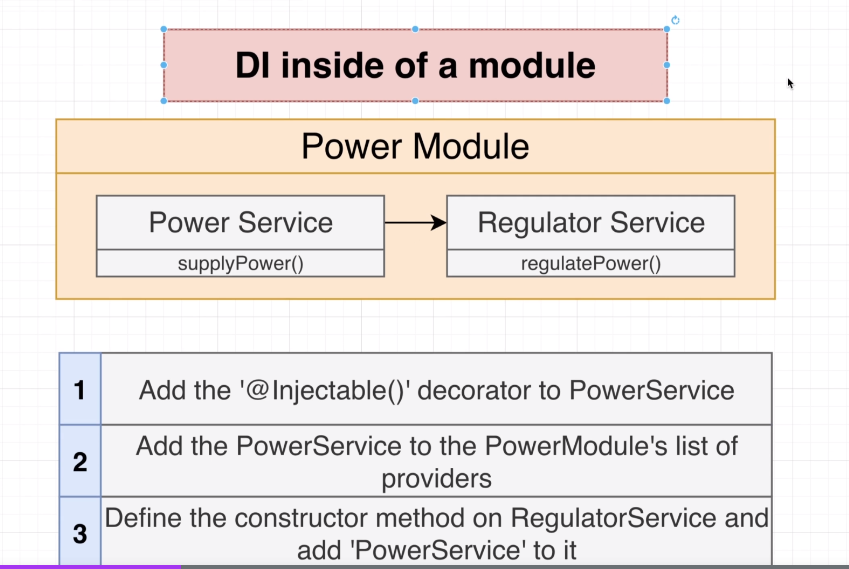 DI inside of a module
Power Module
Power Service
Regulator Service
supplyPower()
regulatePower()
1
Add the '@Injectable()' decorator to PowerService
2
Add the PowerService to the PowerModule's list of
providers
3
Define the constructor method on RegulatorService and
add 'PowerService' to it